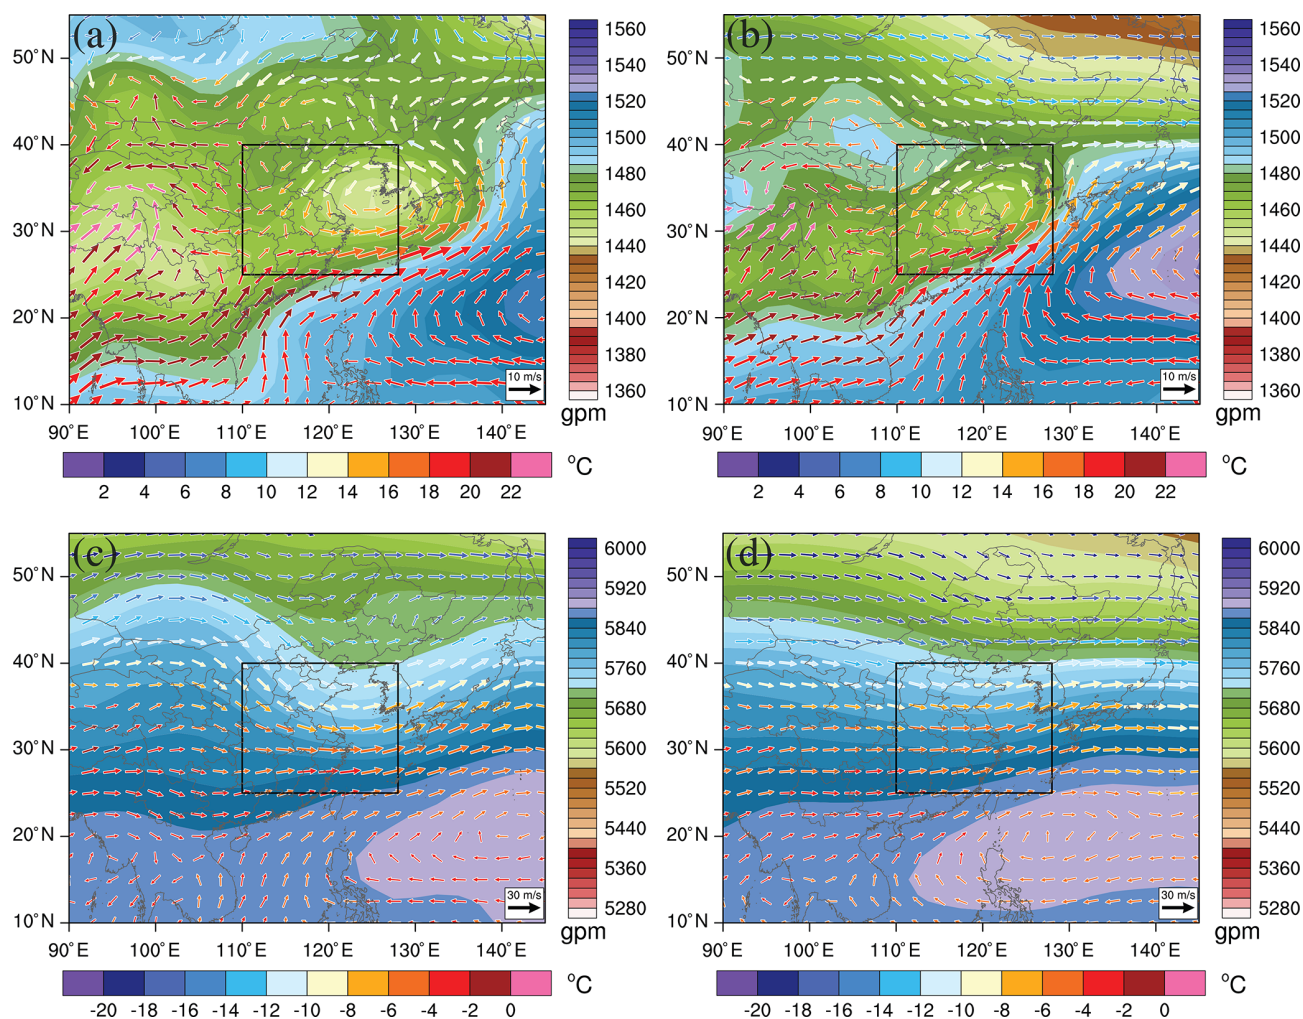 (a)
50° N
40° N
30° N
20° N
10° N
90° E
100° E
110° E
120° E
130° E
140° E
10 m/s
1560
1540
1520
1500
1480
1460
1440
1420
1400
1380
1360
gpm
2
4
6
8
10
12
14
16
18
20
22
°C
(b)
50° N
40° N
30° N
20° N
10° N
90° E
100° E
110° E
120° E
130° E
140° E
10 m/s
1560
1540
1520
1500
1480
1460
1440
1420
1400
1380
1360
gpm
2
4
6
8
10
12
14
16
18
20
22
°C
(c)
50° N
40° N
30° N
20° N
10° N
90° E
100° E
110° E
120° E
130° E
140° E
30 m/s
6000
5920
5840
5760
5680
5600
5520
5440
5360
5280
gpm
-20
-18
-16
-14
-12
-10
-8
-6
-4
-2
0
°C
(d)
50° N
40° N
30° N
20° N
10° N
90° E
100° E
110° E
120° E
130° E
140° E
30 m/s
6000
5920
5840
5760
5680
5600
5520
5440
5360
5280
gpm
-20
-18
-16
-14
-12
-10
-8
-6
-4
-2
0
°C